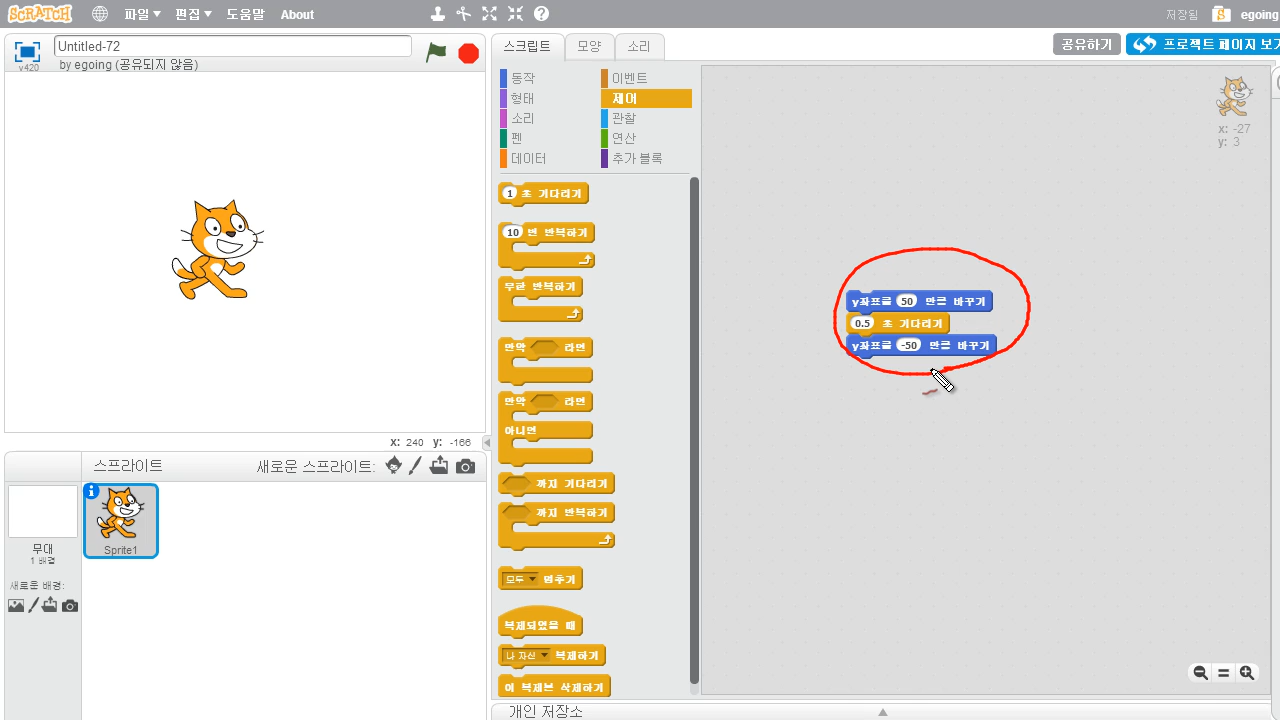 SCRATCH 파일▼ 편집▼ 도움말 About 저장됨 egoing
Untitled-72
by egoing (공유되지 않음)
v420
스크립트 모양 소리
공유하기 프로젝트 페이지 보기
동작 이벤트
형태 제어
소리 관찰
펜 연산
데이터 추가 블록
1 초 기다리기
10 번 반복하기
무한 반복하기
만약 라면
만약 라면
아니면
까지 기다리기
까지 반복하기
모두 멈추기
복제되었을 때
나 자신 복제하기
이 복제본 삭제하기
x: -27
y: 3
y좌표를 50 만큼 바꾸기
0.5 초 기다리기
y좌표를 -50 만큼 바꾸기
x: 240 y: -166
스프라이트 새로운 스프라이트:
Sprite1
무대
1 배경
새로운 배경:
개인 저장소